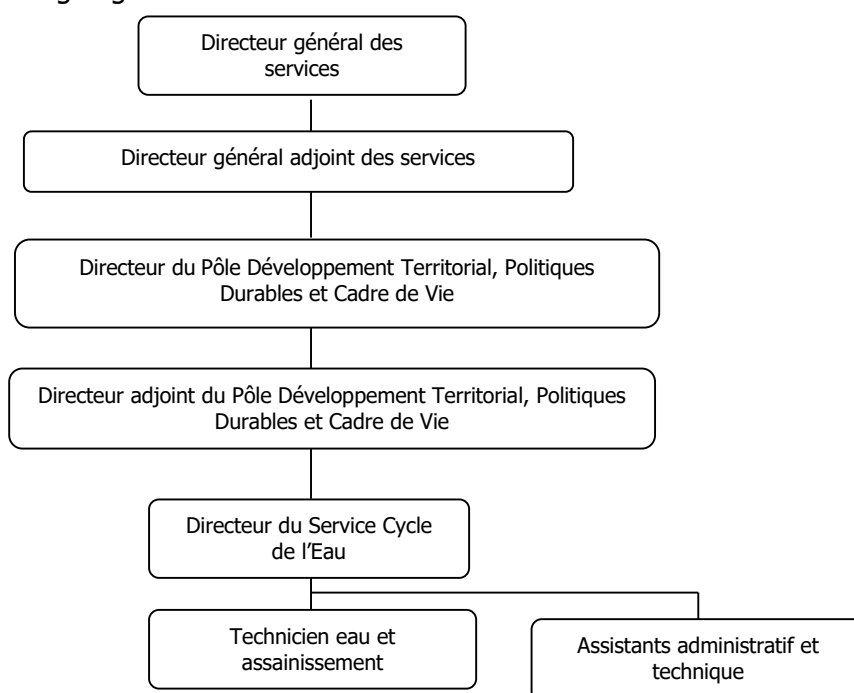 Directeur général des
services
Directeur général adjoint des services
Directeur du Pôle Développement Territorial, Politiques
Durables et Cadre de Vie
Directeur adjoint du Pôle Développement Territorial, Politiques
Durables et Cadre de Vie
Directeur du Service Cycle
de l’Eau
Technicien eau et
assainissement
Assistants administratif et
technique